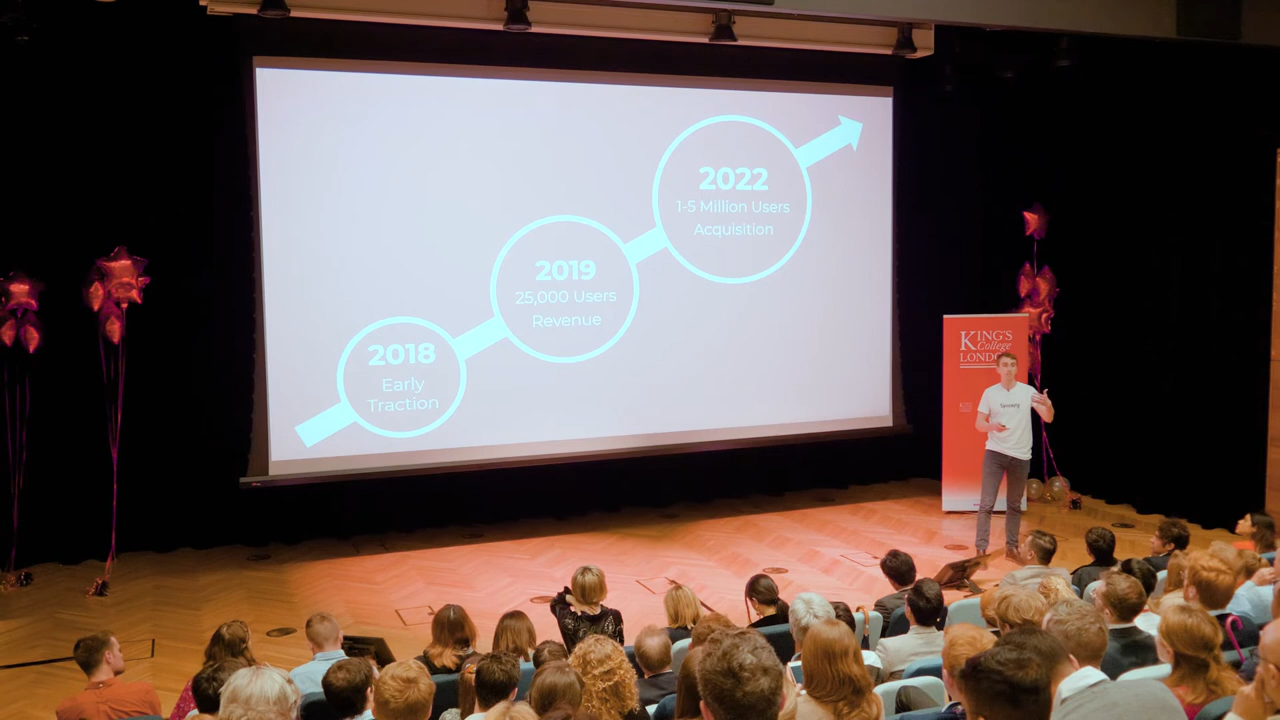 2018
Early
Traction
2019
25,000 Users
Revenue
2022
1-5 Million Users
Acquisition
KING'S
College
LONDON